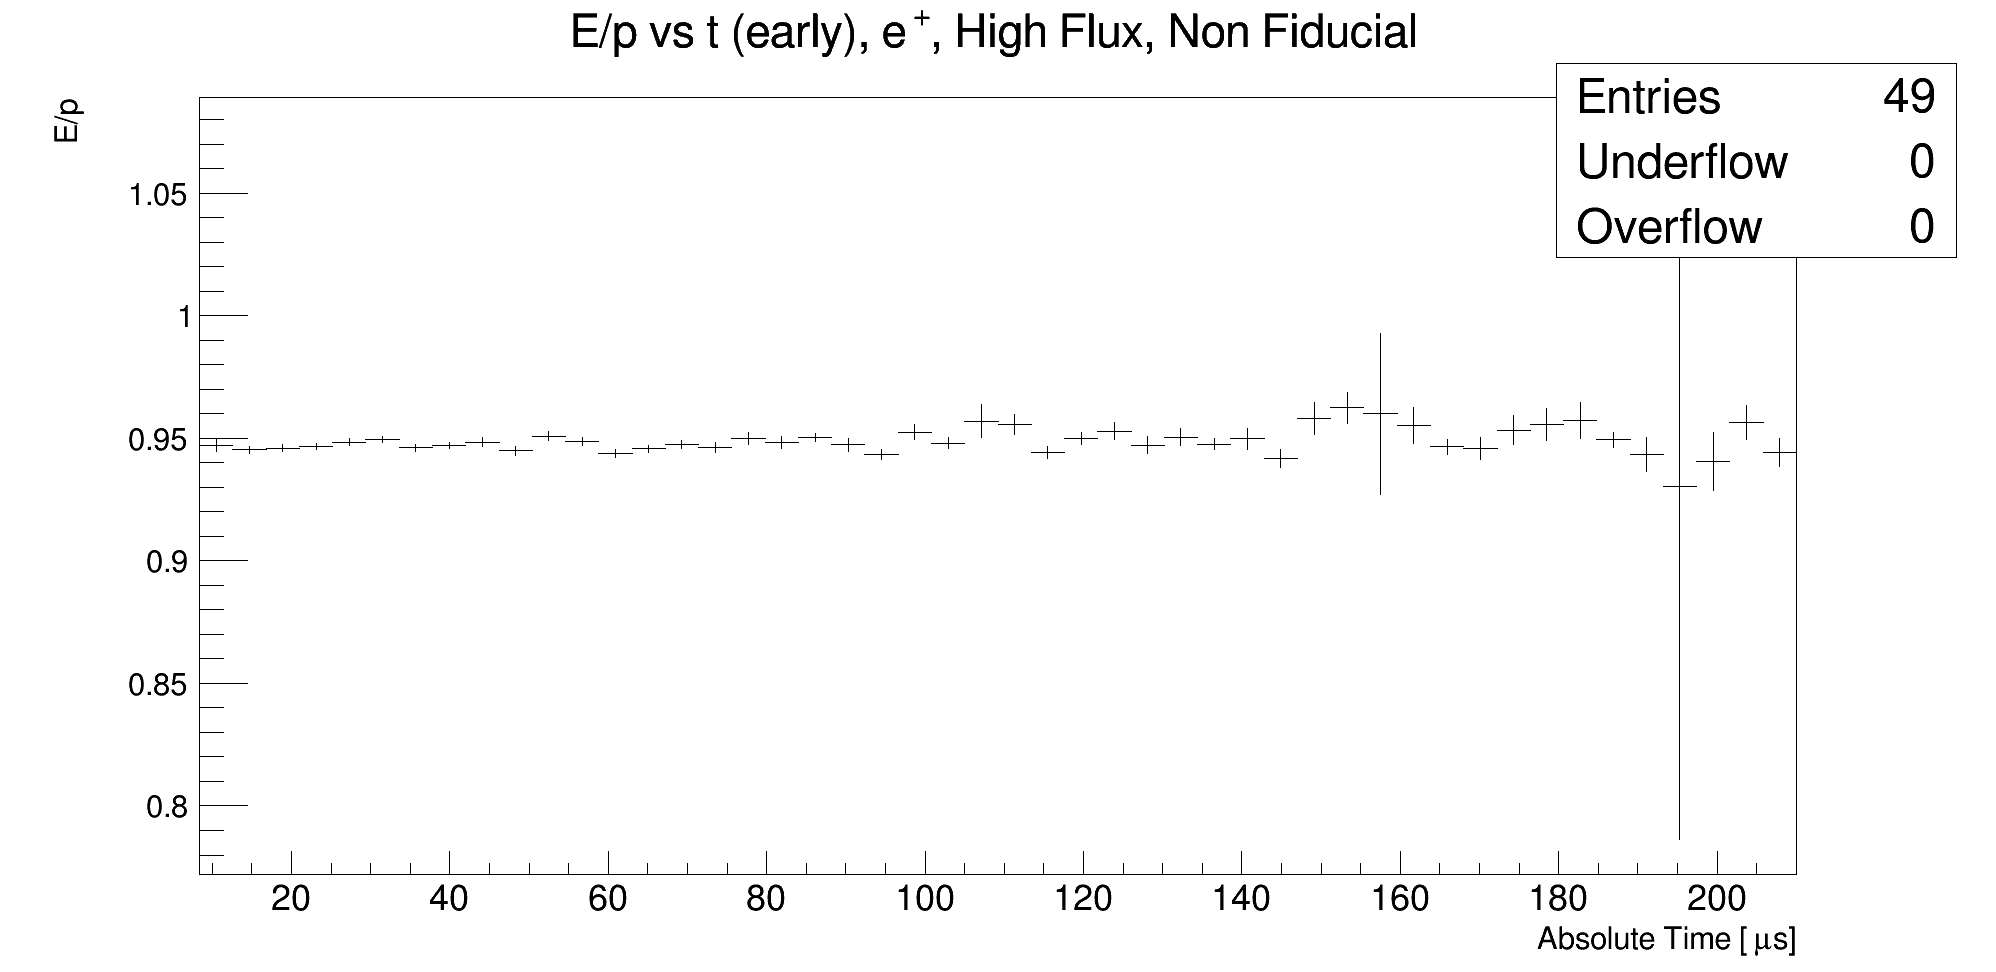 E/p vs t (early), e⁺, High Flux, Non Fiducial
Entries 49
Underflow 0
Overflow 0
E/p
1.05
1
0.95
0.9
0.85
0.8
20 40 60 80 100 120 140 160 180 200
Absolute Time [ μs]